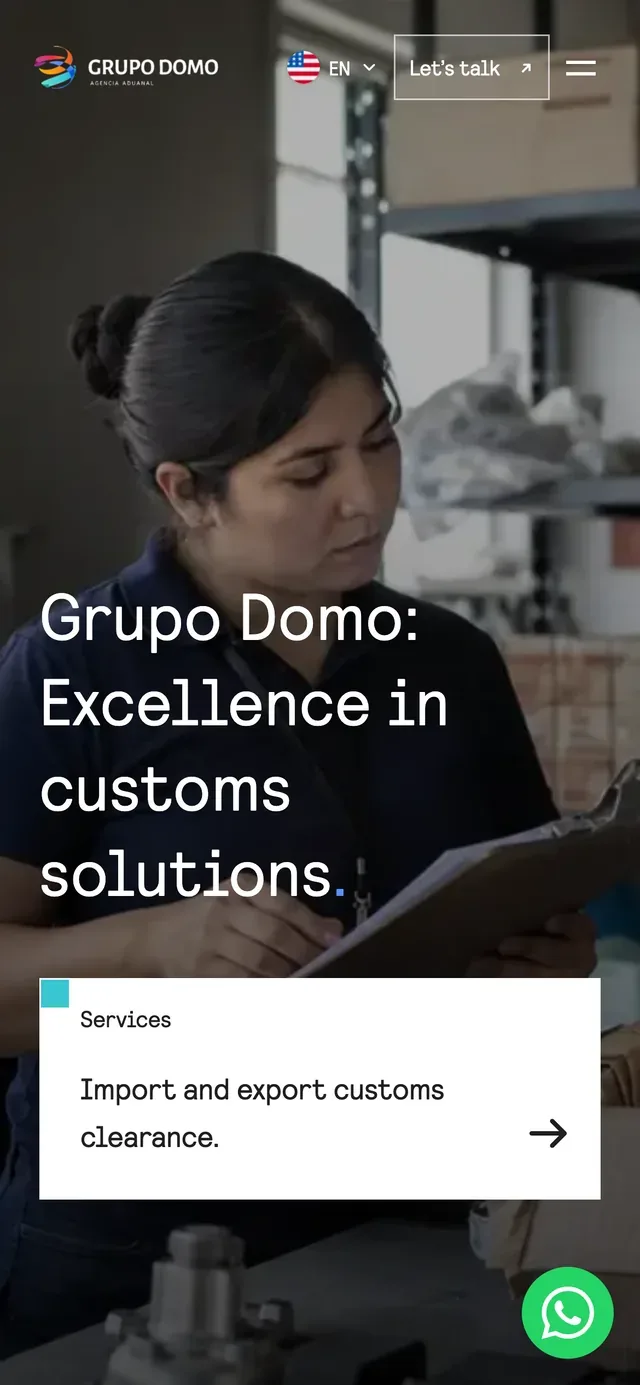 GRUPO DOMO
AGENCIA ADUANAL
EN
Let's talk
Grupo Domo:
Excellence in
customs
solutions.
Services
Import and export customs
clearance.